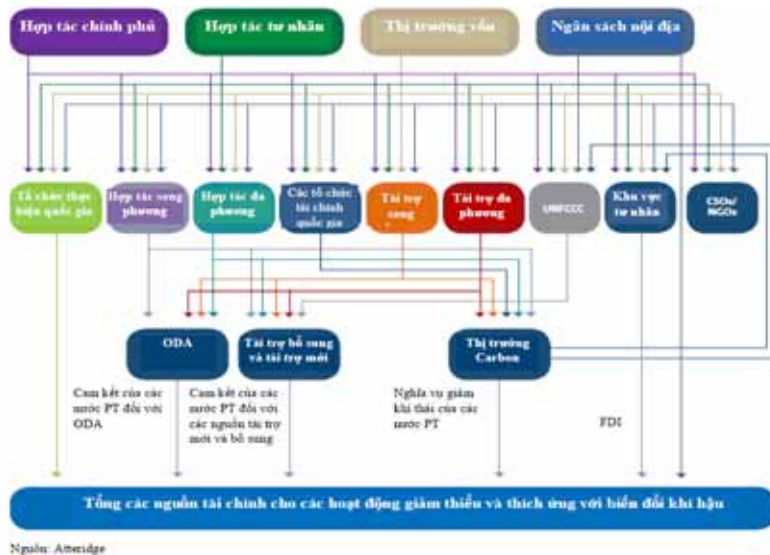 Hợp tác chính phủ
Hợp tác tư nhân
Thị trường vốn
Ngân sách nội địa
Tổ chức thực
hiện quốc gia
Hợp tác song
phương
Hợp tác đa
phương
Các tổ chức
tài chính
quốc gia
Tài trợ
song
Tài trợ đa
phương
UNFCCC
Khu vực
tư nhân
CSOs/
NGOs
ODA
Tài trợ bổ sung
và tài trợ mới
Thị trường
Carbon
Cam kết của các
nước PT đối với
ODA
Cam kết của các
nước PT đối với
các nguồn tài trợ
mới và bổ sung
Nghĩa vụ giảm
khí thải của các
nước PT
FDI
Tổng các nguồn tài chính cho các hoạt động giảm thiểu và thích ứng với biến đổi khí hậu
Nguồn: Atteridge